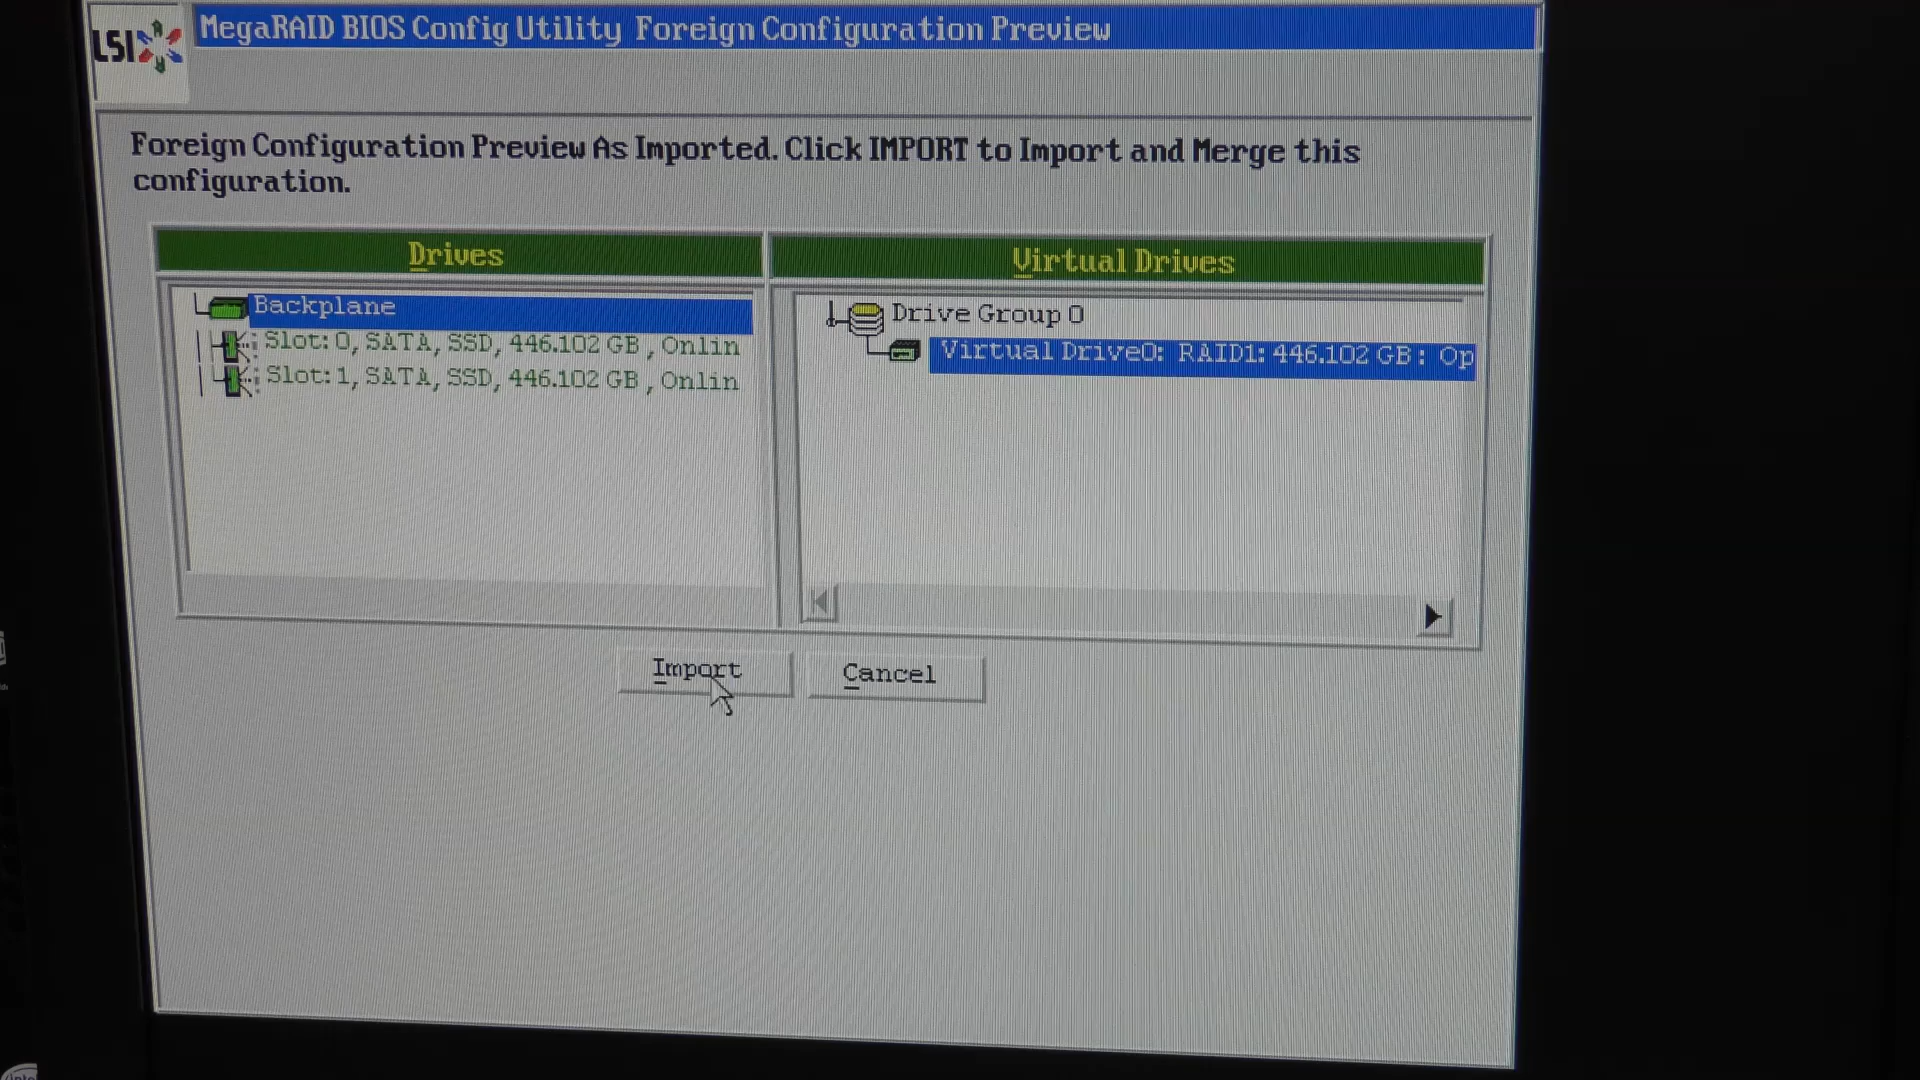 LSI
MegaRAID BIOS Config Utility Foreign Configuration Preview
Foreign Configuration Preview As Imported. Click IMPORT to Import and Merge this
configuration.
Drives
Virtual Drives
Backplane
Slot: 0, SATA, SSD, 446.102 GB , Onlin
Slot: 1, SATA, SSD, 446.102 GB , Onlin
Drive Group 0
Virtual Drive0: RAID1: 446.102 GB : Op
Import
Cancel